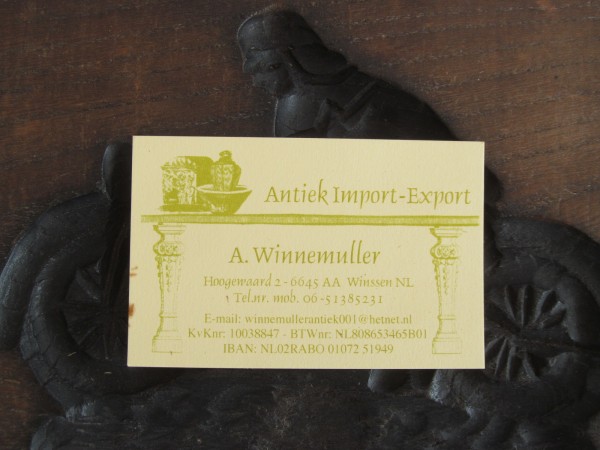 Antiek Import-Export
A. Winnemuller
Hoogewaard 2 - 6645 AA Winssen NL
Tel.nr. mob. 06-51385231
E-mail: winnemullerantiek001@hetnet.nl
KvKnr: 10038847 - BTWnr: NL808653465B01
IBAN: NL02RABO 01072 51949